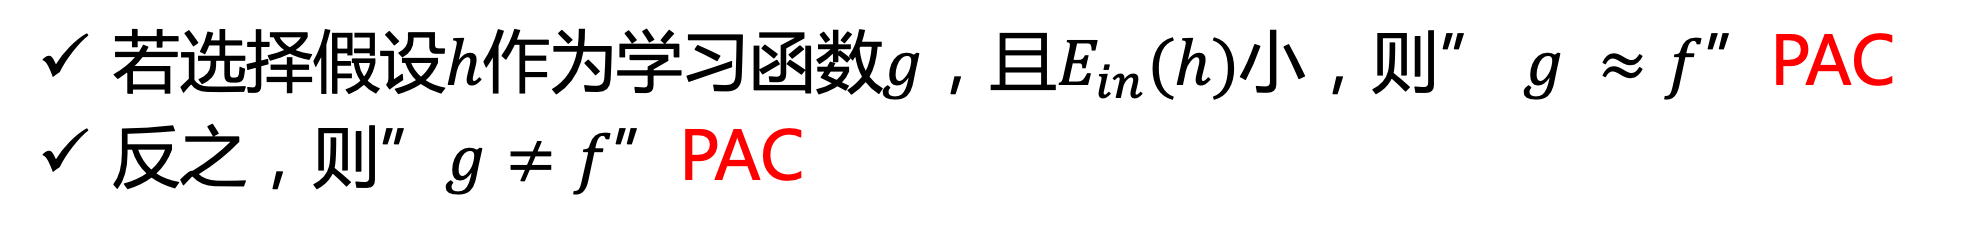 ✓ 若选择假设ℎ作为学习函数𝑔，且𝐸𝑖𝑛(ℎ)小，则” 𝑔 ≈ 𝑓” PAC
✓ 反之，则” 𝑔 ≠ 𝑓” PAC